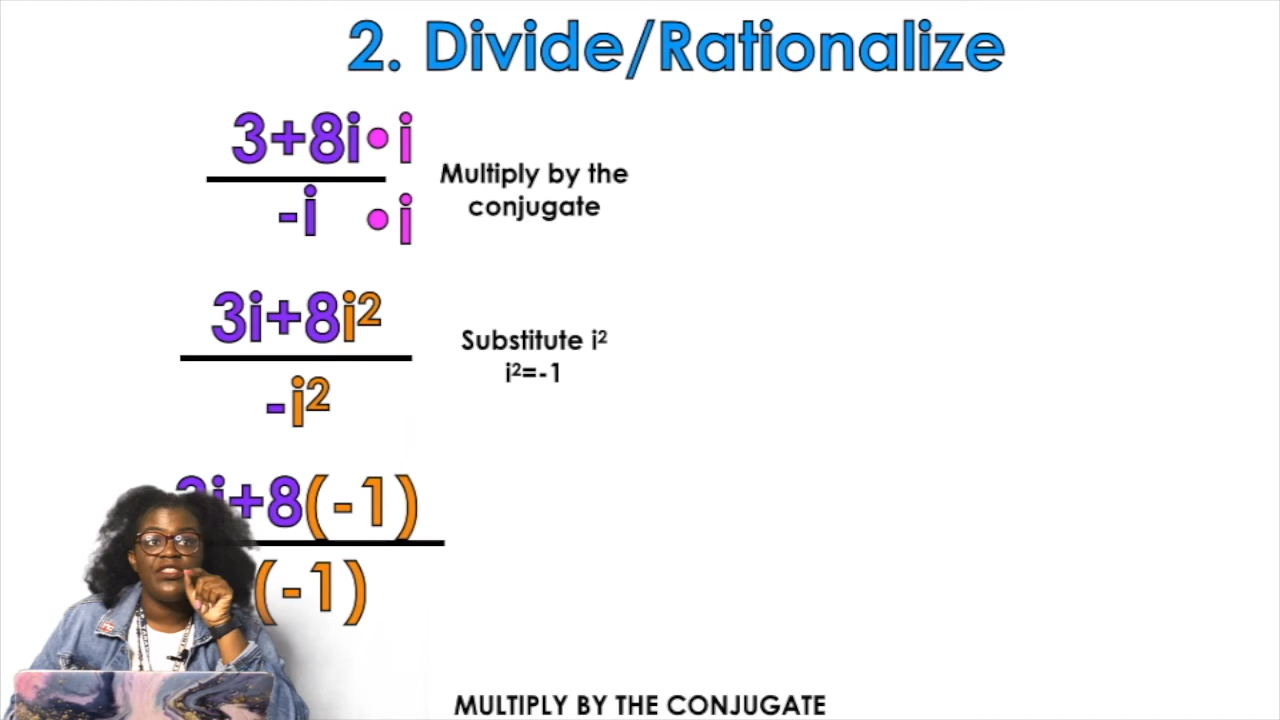 2. Divide/Rationalize
3+8i•i
-i •i
Multiply by the
conjugate
3i+8i²
-i²
Substitute i²
i²=-1
3i+8(-1)
(-1)
MULTIPLY BY THE CONJUGATE